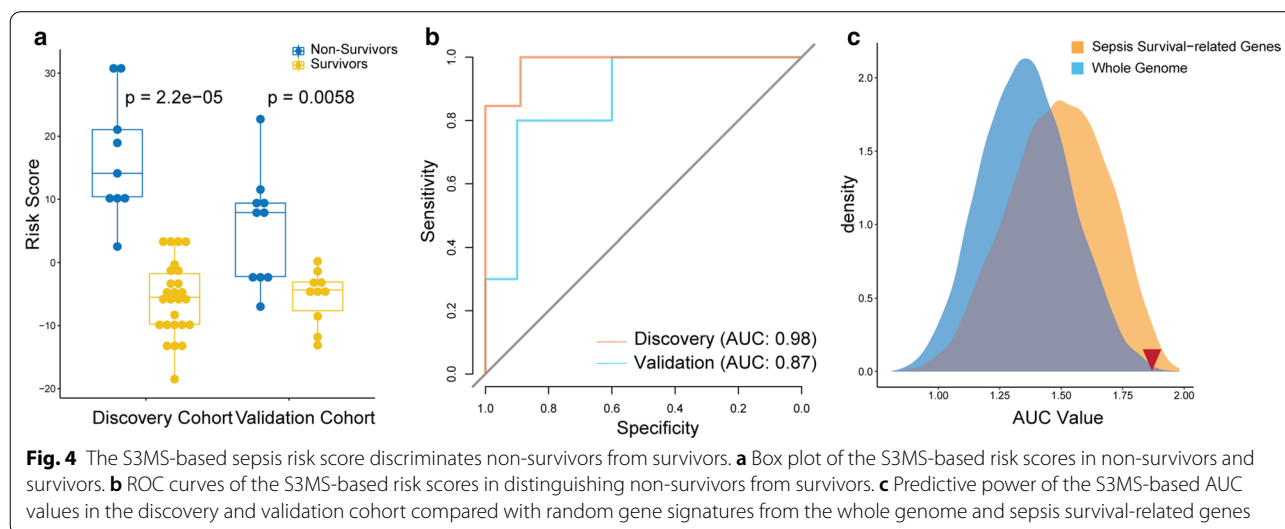 a
Non-Survivors
Survivors
p = 2.2e−05
p = 0.0058
30
20
10
0
−10
−20
Risk Score
Discovery Cohort
Validation Cohort
b
1.0
0.8
0.6
0.4
0.2
0.0
Sensitivity
Discovery (AUC: 0.98)
Validation (AUC: 0.87)
1.0 0.8 0.6 0.4 0.2 0.0
Specificity
c
Sepsis Survival-related Genes
Whole Genome
2.0
1.5
1.0
0.5
0.0
density
1.00 1.25 1.50 1.75 2.00
AUC Value
Fig. 4 The S3MS-based sepsis risk score discriminates non-survivors from survivors. a Box plot of the S3MS-based risk scores in non-survivors and
survivors. b ROC curves of the S3MS-based risk scores in distinguishing non-survivors from survivors. c Predictive power of the S3MS-based AUC
values in the discovery and validation cohort compared with random gene signatures from the whole genome and sepsis survival-related genes